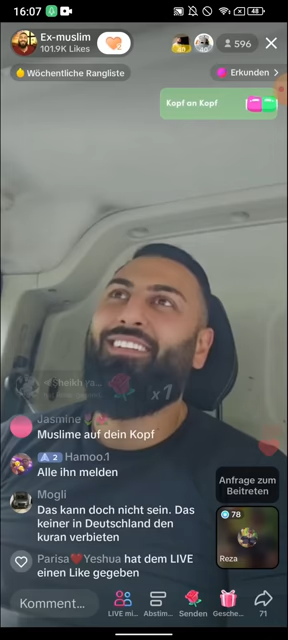 16:07
48
Ex-muslim
101.9K Likes
596
Wöchentliche Rangliste
Erkunden >
Kopf an Kopf
x1
Jasmine
Muslime auf dein Kopf
2 Hamoo.1
Alle ihn melden
Mogli
Das kann doch nicht sein. Das
keiner in Deutschland den
kuran verbieten
Parisa❤️Yeshua hat dem LIVE
einen Like gegeben
Anfrage zum
Beitreten
78
Reza
Komment...
LIVE mi...
Abstim...
Senden
Gesche...
71